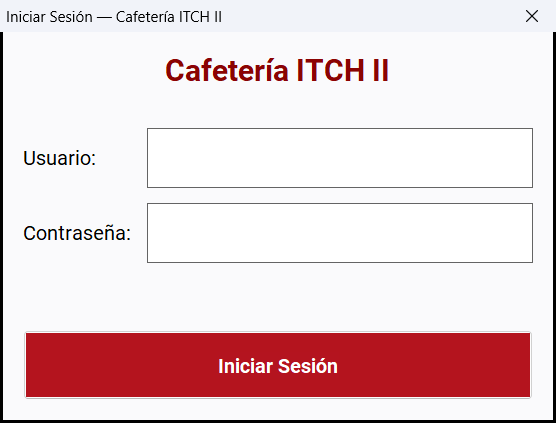 Iniciar Sesión — Cafetería ITCH II
Cafetería ITCH II
Usuario:
Contraseña:
Iniciar Sesión